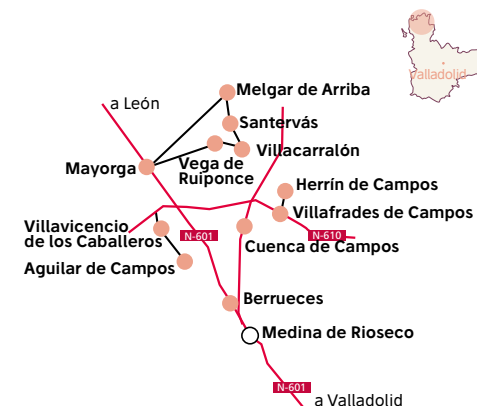 Valladolid
Melgar de Arriba
a León
Santervás
Villacarralón
Vega de
Ruiponce
Mayorga
Herrín de Campos
Villafrades de Campos
Villavicencio
de los Caballeros
N-601
N-610
Cuenca de Campos
Aguilar de Campos
Berrueces
Medina de Rioseco
N-601
a Valladolid